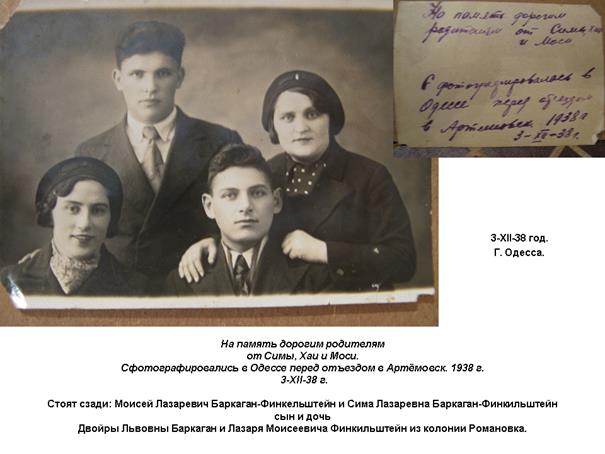 На память дорогим
родителям от Симы, Хаи
и Моси
Сфотографировалась в
Одессе перед отъездом
в Артемовск 1938 г
3-XII-38 г.
3-XII-38 год.
Г. Одесса.
На память дорогим родителям
от Симы, Хаи и Моси.
Сфотографировались в Одессе перед отъездом в Артёмовск. 1938 г.
3-XII-38 г.
Стоят сзади: Моисей Лазаревич Баркаган-Финкельштейн и Сима Лазаревна Баркаган-Финкильштейн
сын и дочь
Двойры Львовны Баркаган и Лазаря Моисеевича Финкильштейн из колонии Романовка.